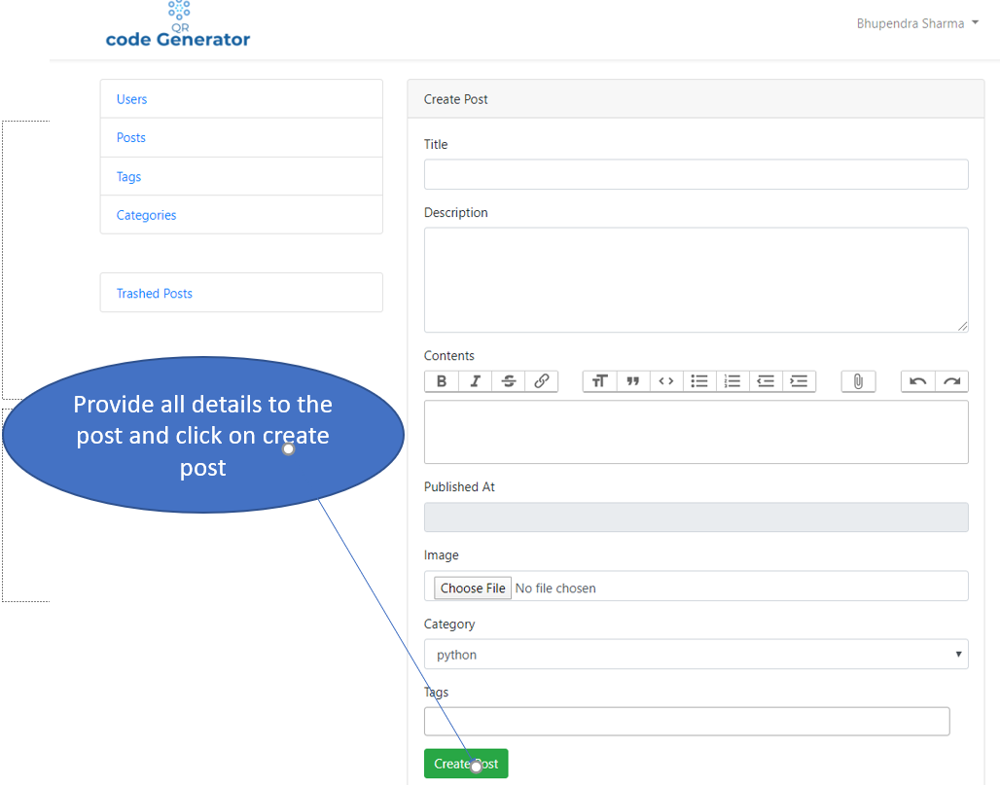 QR
code Generator
Bhupendra Sharma
Users
Posts
Tags
Categories
Trashed Posts
Provide all details to the
post and click on create
post
Create Post
Title
Description
Contents
Published At
Image
Choose File No file chosen
Category
python
Tags
Create Post